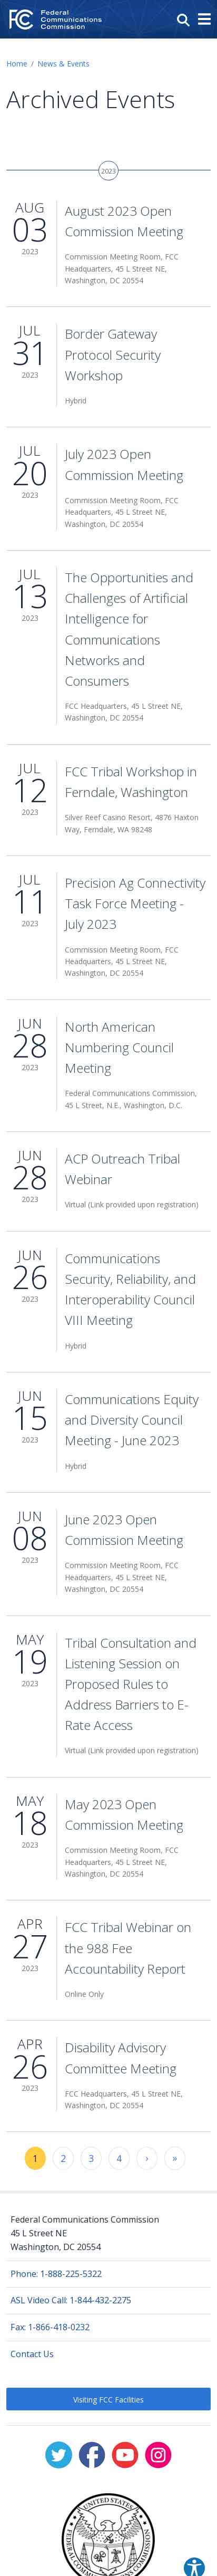 FC
Federal
Communications
Commission
Home / News & Events
Archived Events
2023
AUG
03
2023
August 2023 Open
Commission Meeting
Commission Meeting Room, FCC
Headquarters, 45 L Street NE,
Washington, DC 20554
JUL
31
2023
Border Gateway
Protocol Security
Workshop
Hybrid
JUL
20
2023
July 2023 Open
Commission Meeting
Commission Meeting Room, FCC
Headquarters, 45 L Street NE,
Washington, DC 20554
JUL
13
2023
The Opportunities and
Challenges of Artificial
Intelligence for
Communications
Networks and
Consumers
FCC Headquarters, 45 L Street NE,
Washington, DC 20554
JUL
12
2023
FCC Tribal Workshop in
Ferndale, Washington
Silver Reef Casino Resort, 4876 Haxton
Way, Ferndale, WA 98248
JUL
11
2023
Precision Ag Connectivity
Task Force Meeting -
July 2023
Commission Meeting Room, FCC
Headquarters, 45 L Street NE,
Washington, DC 20554
JUN
28
2023
North American
Numbering Council
Meeting
Federal Communications Commission,
45 L Street, N.E., Washington, D.C.
JUN
28
2023
ACP Outreach Tribal
Webinar
Virtual (Link provided upon registration)
JUN
26
2023
Communications
Security, Reliability, and
Interoperability Council
VIII Meeting
Hybrid
JUN
15
2023
Communications Equity
and Diversity Council
Meeting - June 2023
Hybrid
JUN
08
2023
June 2023 Open
Commission Meeting
Commission Meeting Room, FCC
Headquarters, 45 L Street NE,
Washington, DC 20554
MAY
19
2023
Tribal Consultation and
Listening Session on
Proposed Rules to
Address Barriers to E-
Rate Access
Virtual (Link provided upon registration)
MAY
18
2023
May 2023 Open
Commission Meeting
Commission Meeting Room, FCC
Headquarters, 45 L Street NE,
Washington, DC 20554
APR
27
2023
FCC Tribal Webinar on
the 988 Fee
Accountability Report
Online Only
APR
26
2023
Disability Advisory
Committee Meeting
FCC Headquarters, 45 L Street NE,
Washington, DC 20554
1 2 3 4 › »
Federal Communications Commission
45 L Street NE
Washington, DC 20554
Phone: 1-888-225-5322
ASL Video Call: 1-844-432-2275
Fax: 1-866-418-0232
Contact Us
Visiting FCC Facilities